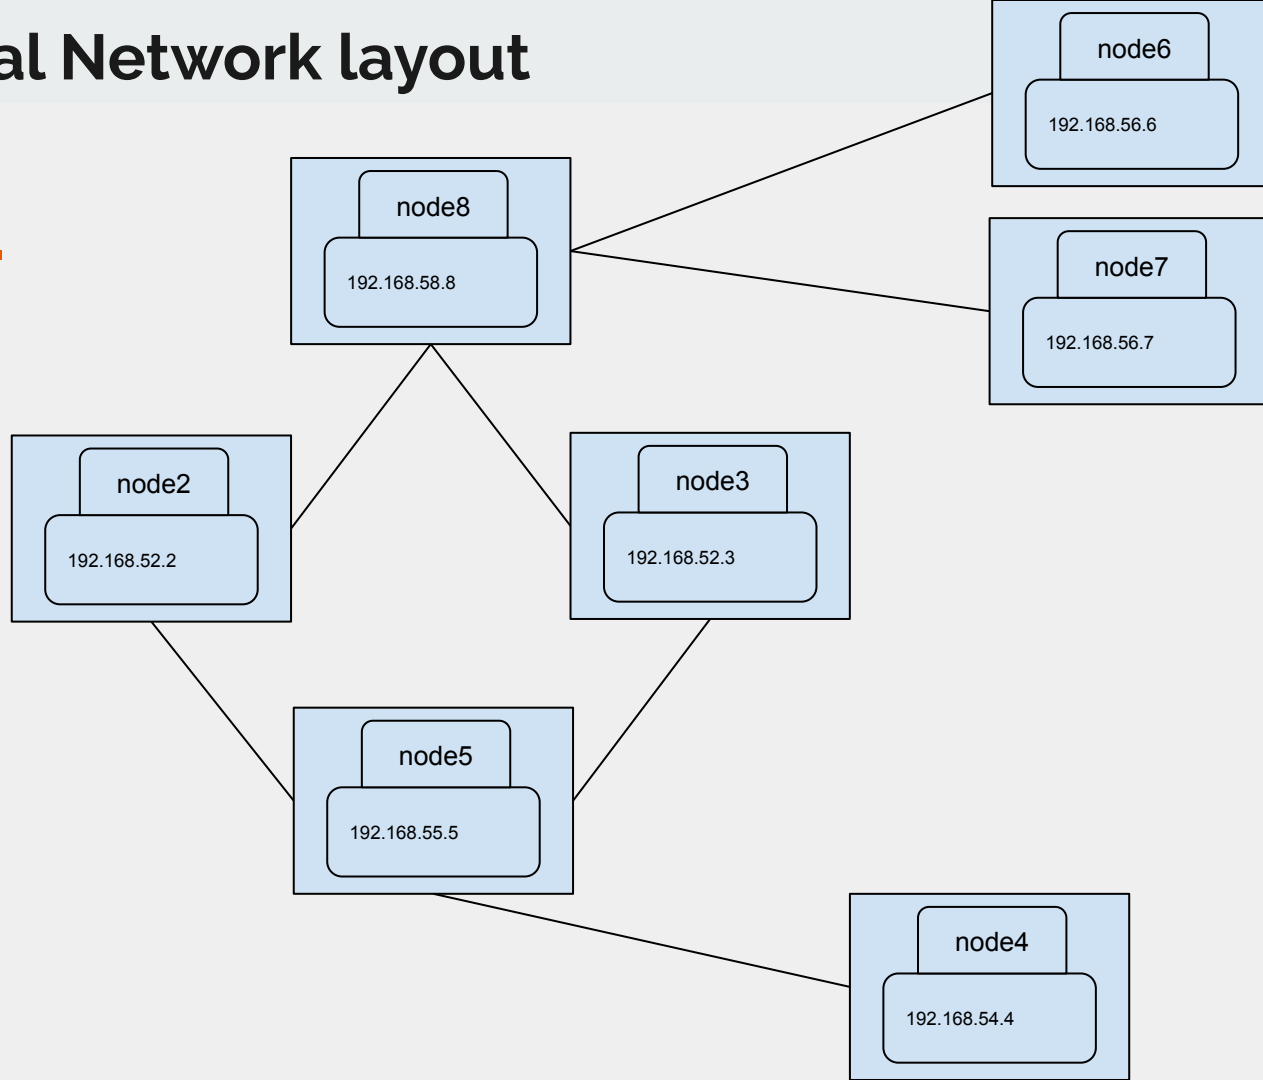 al Network layout
node6
192.168.56.6
node8
192.168.58.8
node7
192.168.56.7
node2
192.168.52.2
node3
192.168.52.3
node5
192.168.55.5
node4
192.168.54.4